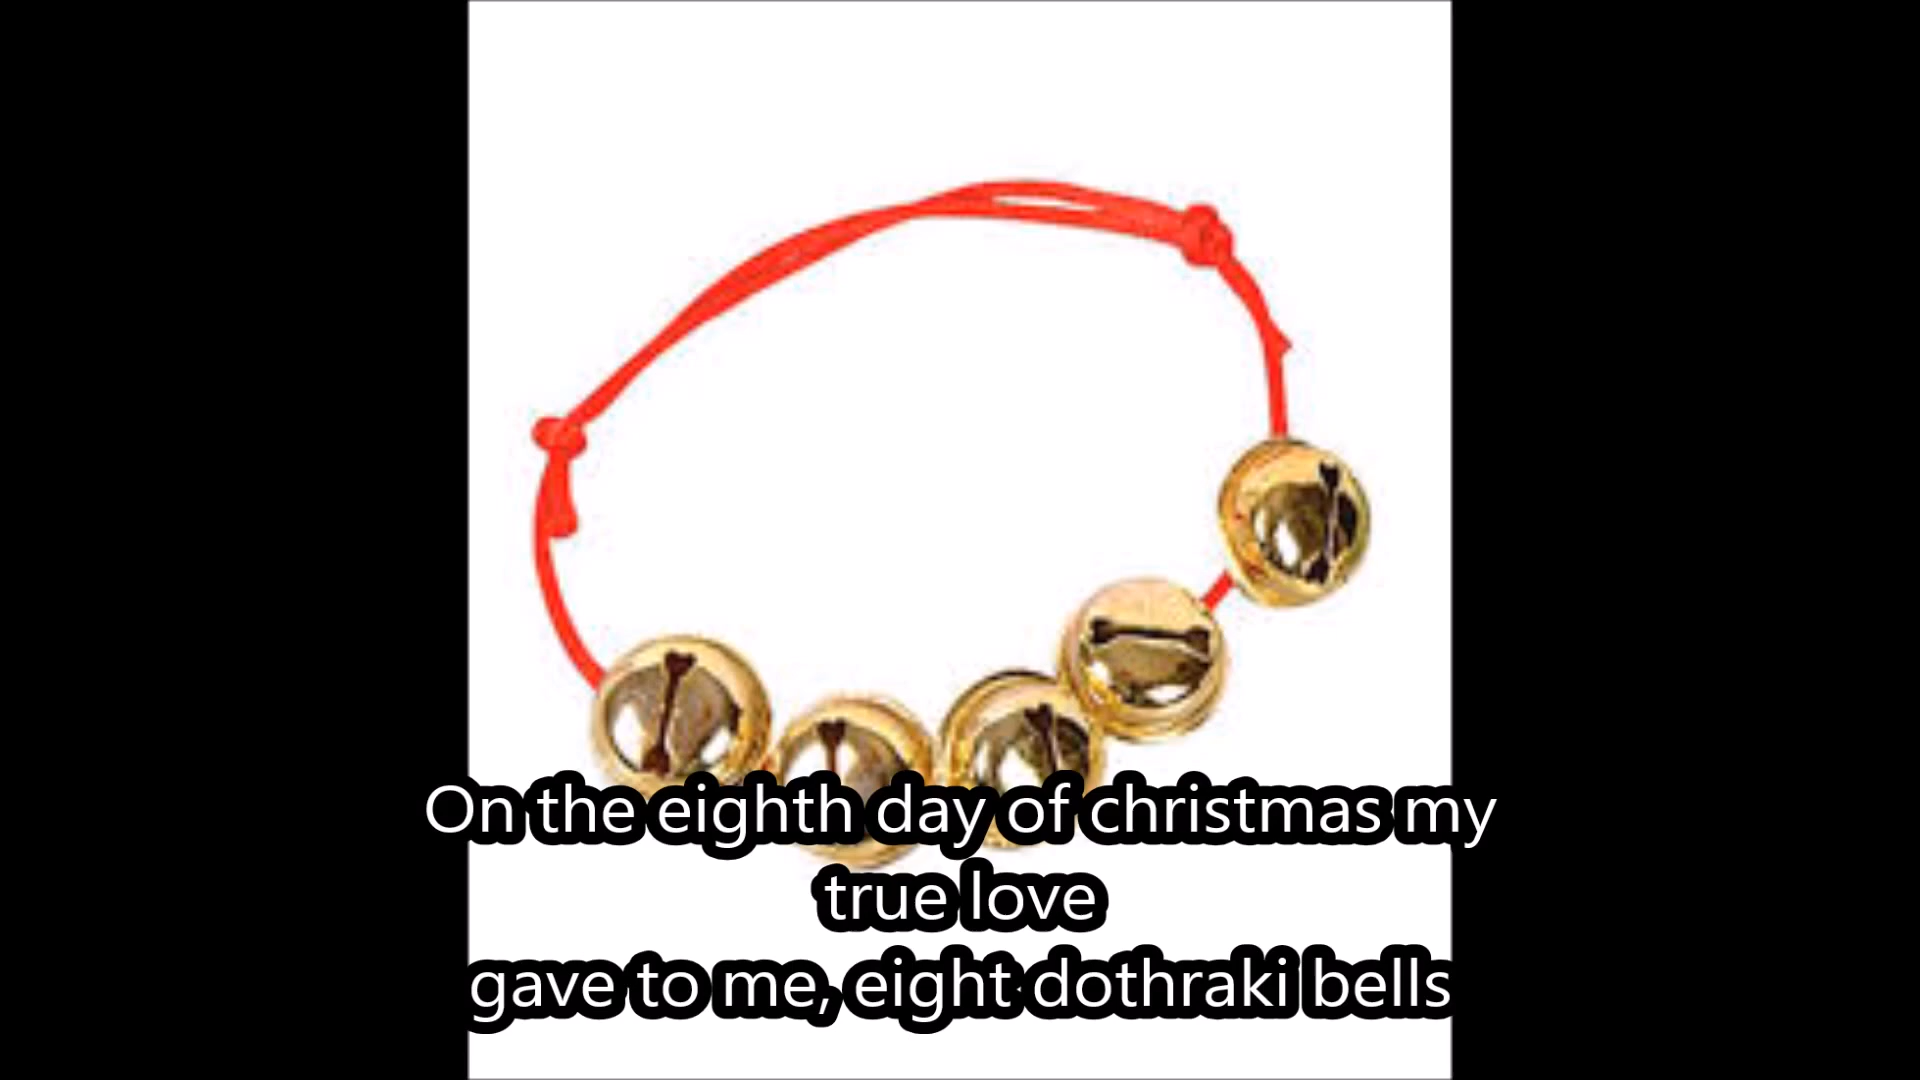 On the eighth day of christmas my
true love
gave to me, eight dothraki bells